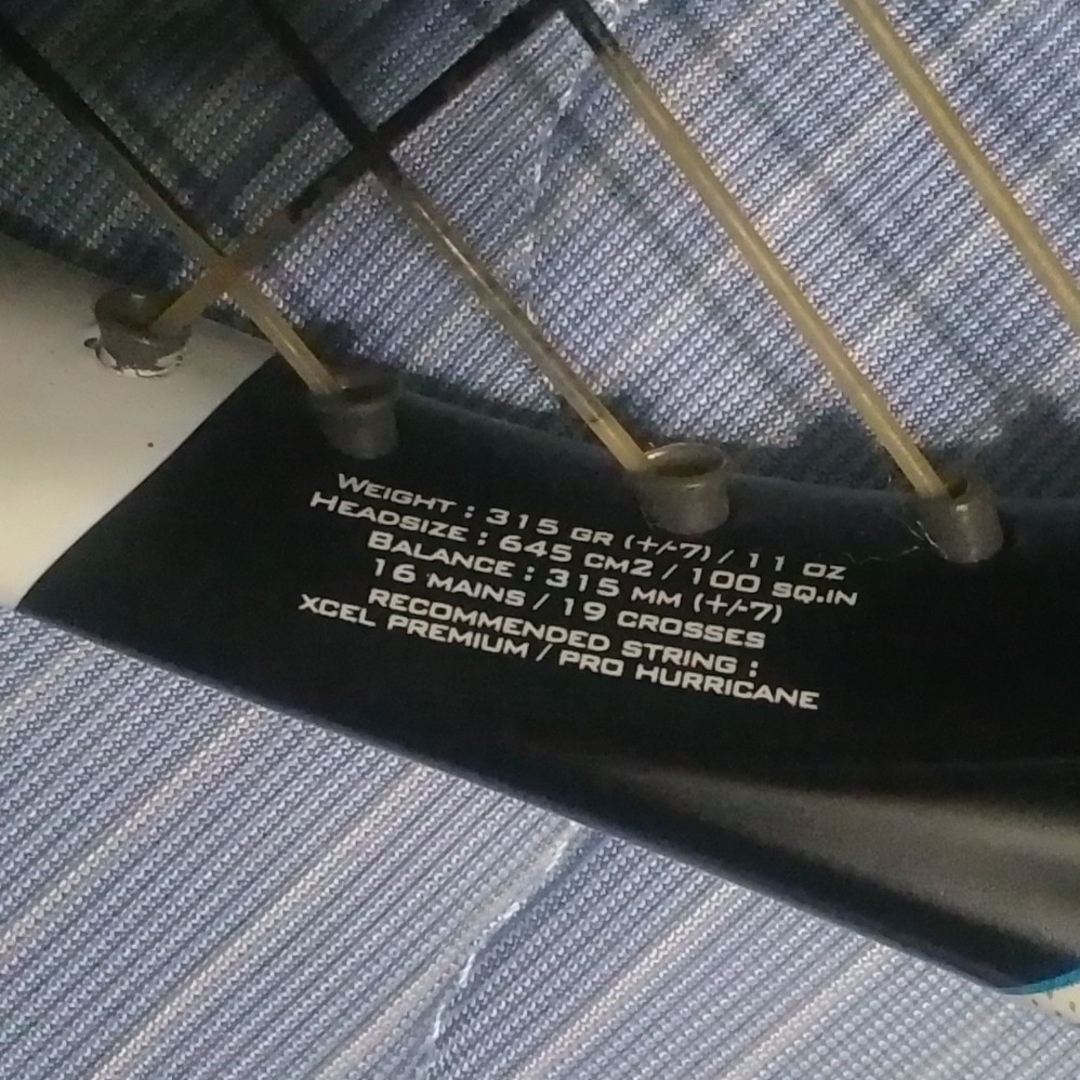 WEIGHT : 315 GR (+/-7) / 11 OZ
HEADSIZE : 645 CM2 / 100 SQ.IN
BALANCE : 315 MM (+/-7)
16 MAINS / 19 CROSSES
RECOMMENDED STRING :
XCEL PREMIUM / PRO HURRICANE